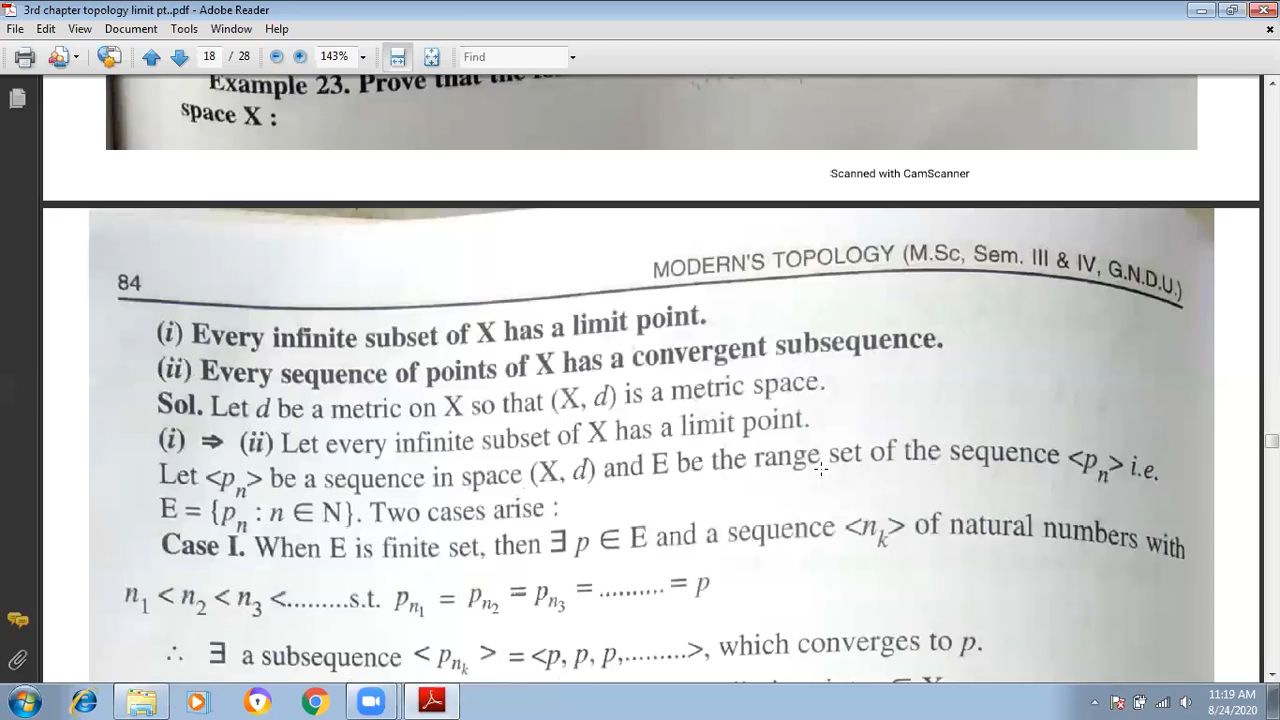 3rd chapter topology limit pt..pdf - Adobe Reader
File Edit View Document Tools Window Help
18 / 28 143% Find
Example 23. Prove that the
space X :
Scanned with CamScanner
84
MODERN'S TOPOLOGY (M.Sc, Sem. III & IV, G.N.D.U.)
(i) Every infinite subset of X has a limit point.
(ii) Every sequence of points of X has a convergent subsequence.
Sol. Let d be a metric on X so that (X, d) is a metric space.
(i) ⇒ (ii) Let every infinite subset of X has a limit point.
Let <pₙ> be a sequence in space (X, d) and E be the range set of the sequence <pₙ> i.e.
E = {pₙ : n ∈ N}. Two cases arise :
Case I. When E is finite set, then ∃ p ∈ E and a sequence <nₖ> of natural numbers with
n₁ < n₂ < n₃ <.........s.t. pₙ₁ = pₙ₂ = pₙ₃ = .......... = p
∴ ∃ a subsequence < pₙₖ > = <p, p, p,.........>, which converges to p.
11:19 AM
8/24/2020